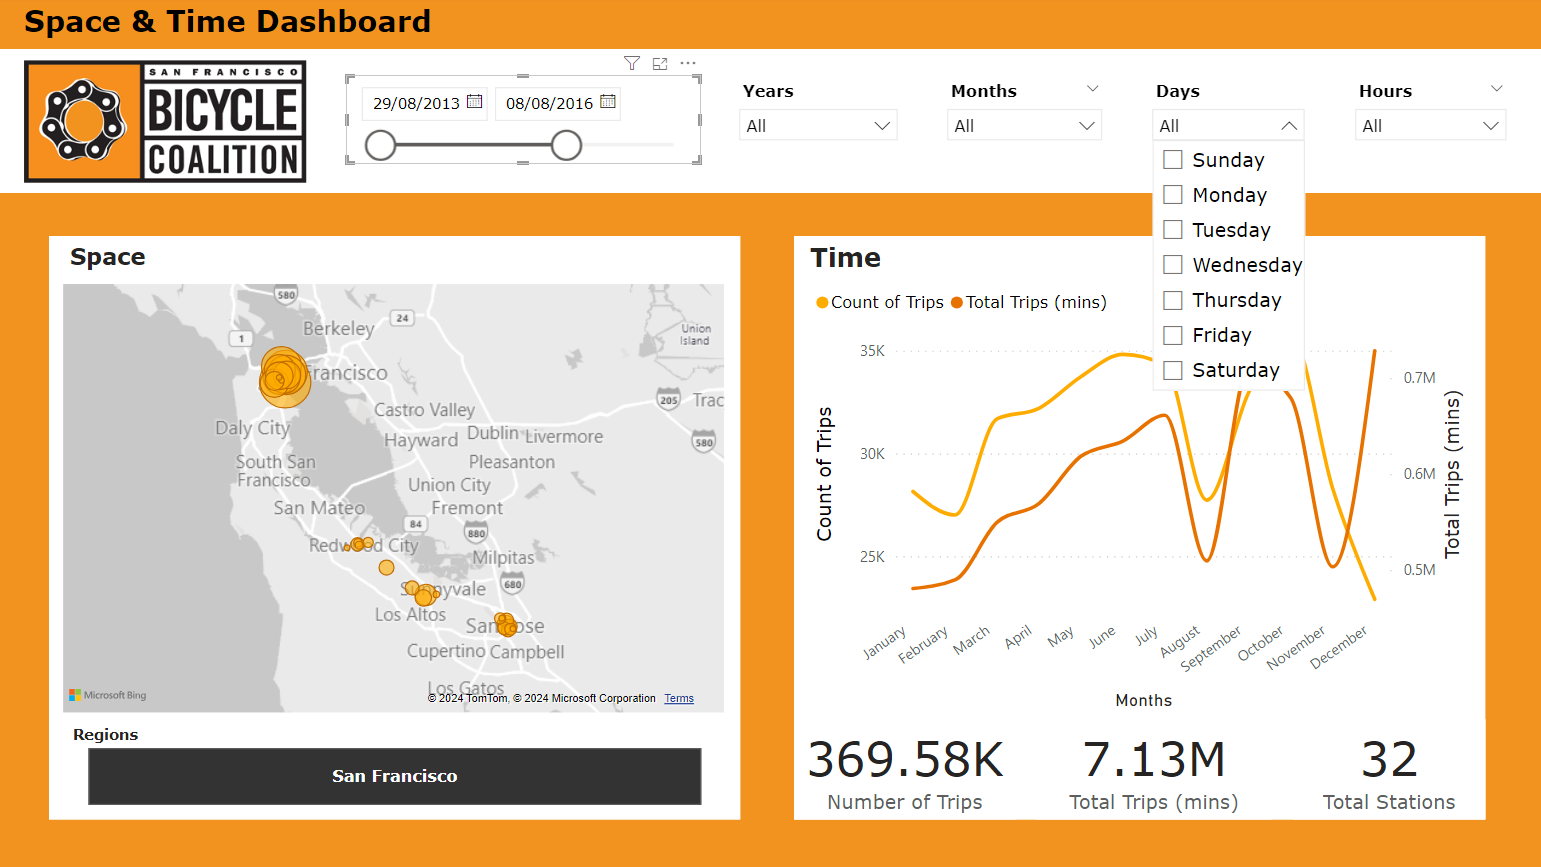 Space & Time Dashboard
SAN FRANCISCO
BICYCLE
COALITION
29/08/2013
08/08/2016
Years
All
Months
All
Days
All
Sunday
Monday
Tuesday
Wednesday
Thursday
Friday
Saturday
Hours
All
Space
580
24
Berkeley
1
Union
Island
Francisco
Castro Valley
205
Trac
Daly City
Hayward
Dublin
Livermore
580
South San
Francisco
Pleasanton
Union City
San Mateo
Fremont
84
880
Redwood City
Milpitas
680
Sunnyvale
Los Altos
San Jose
Cupertino
Campbell
Los Gatos
Microsoft Bing
© 2024 TomTom, © 2024 Microsoft Corporation
Terms
Regions
San Francisco
Time
Count of Trips
Total Trips (mins)
35K
30K
25K
0.7M
0.6M
0.5M
Count of Trips
Total Trips (mins)
January
February
March
April
May
June
July
August
September
October
November
December
Months
369.58K
Number of Trips
7.13M
Total Trips (mins)
32
Total Stations